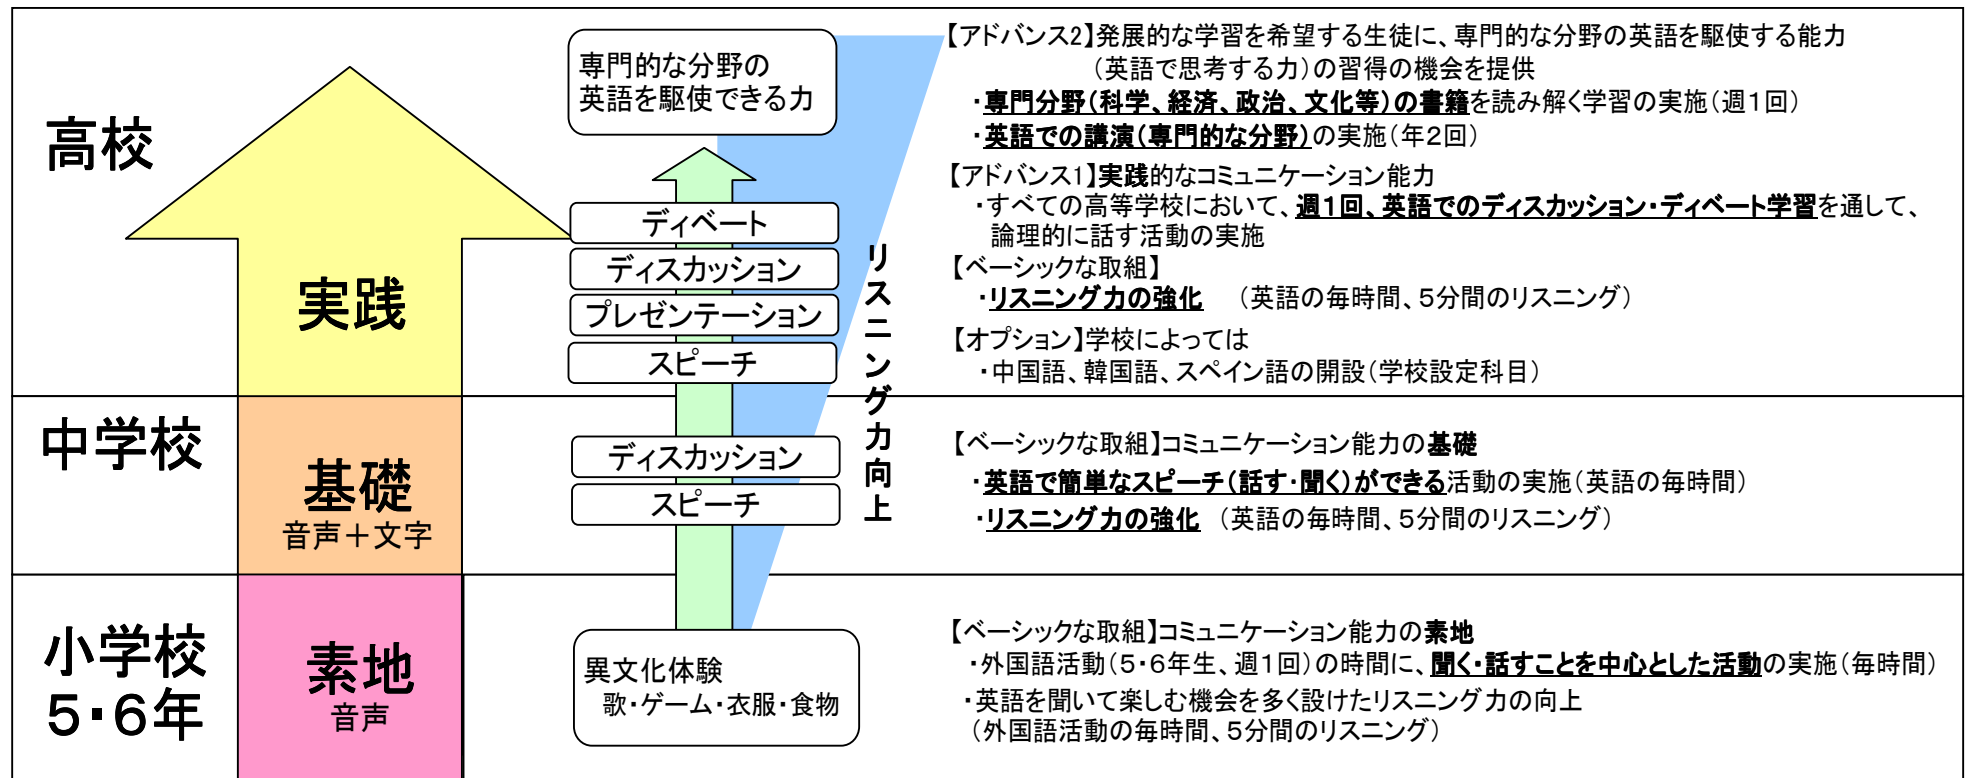 高校
実践
専門的な分野の
英語を駆使できる力
ディベート
ディスカッション
プレゼンテーション
スピーチ
リスニング力向上
【アドバンス2】発展的な学習を希望する生徒に、専門的な分野の英語を駆使する能力
（英語で思考する力）の習得の機会を提供
・専門分野（科学、経済、政治、文化等）の書籍を読み解く学習の実施（週１回）
・英語での講演（専門的な分野）の実施（年２回）
【アドバンス1】実践的なコミュニケーション能力
・すべての高等学校において、週１回、英語でのディスカッション・ディベート学習を通して、
論理的に話す活動の実施
【ベーシックな取組】
・リスニング力の強化　（英語の毎時間、５分間のリスニング）
【オプション】学校によっては
・中国語、韓国語、スペイン語の開設（学校設定科目）
中学校
基礎
音声＋文字
ディスカッション
スピーチ
【ベーシックな取組】コミュニケーション能力の基礎
・英語で簡単なスピーチ（話す・聞く）ができる活動の実施（英語の毎時間）
・リスニング力の強化　（英語の毎時間、５分間のリスニング）
小学校
５・６年
素地
音声
異文化体験
歌・ゲーム・衣服・食物
【ベーシックな取組】コミュニケーション能力の素地
・外国語活動（５・６年生、週１回）の時間に、聞く・話すことを中心とした活動の実施（毎時間）
・英語を聞いて楽しむ機会を多く設けたリスニング力の向上
（外国語活動の毎時間、５分間のリスニング）